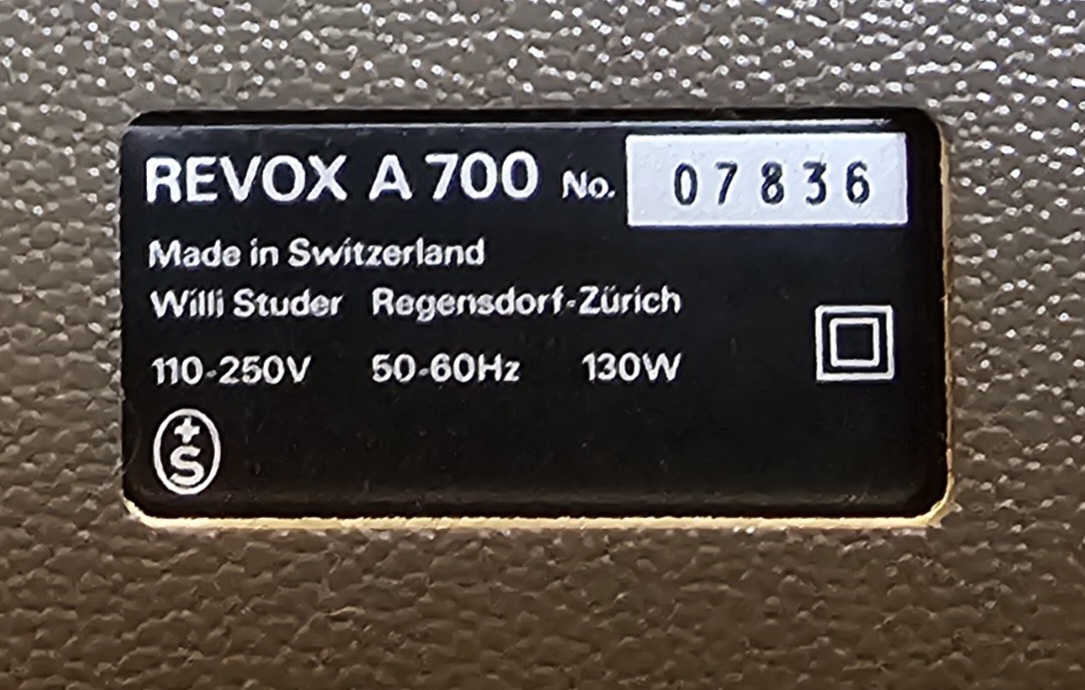 REVOX A 700 No. 07836
Made in Switzerland
Willi Studer Regensdorf-Zürich
110-250V 50-60Hz 130W
+S